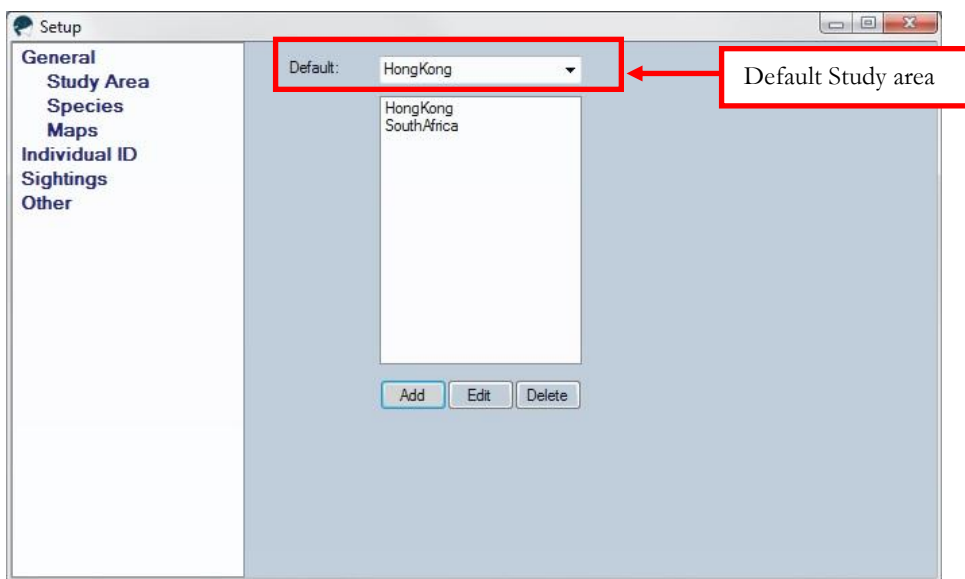 Setup
General
Study Area
Species
Maps
Individual ID
Sightings
Other
Default: HongKong
HongKong
SouthAfrica
Add Edit Delete
Default Study area